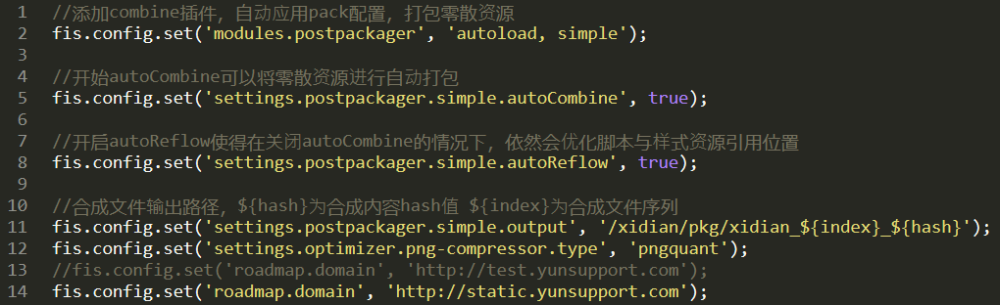 1 //添加combine插件，自动应用pack配置，打包零散资源
2 fis.config.set('modules.postpackager', 'autoload, simple');
3
4 //开始autoCombine可以将零散资源进行自动打包
5 fis.config.set('settings.postpackager.simple.autoCombine', true);
6
7 //开启autoReflow使得在关闭autoCombine的情况下，依然会优化脚本与样式资源引用位置
8 fis.config.set('settings.postpackager.simple.autoReflow', true);
9
10 //合成文件输出路径，${hash}为合成内容hash值 ${index}为合成文件序列
11 fis.config.set('settings.postpackager.simple.output', '/xidian/pkg/xidian_${index}_${hash}');
12 fis.config.set('settings.optimizer.png-compressor.type', 'pngquant');
13 //fis.config.set('roadmap.domain', 'http://test.yunsupport.com');
14 fis.config.set('roadmap.domain', 'http://static.yunsupport.com');